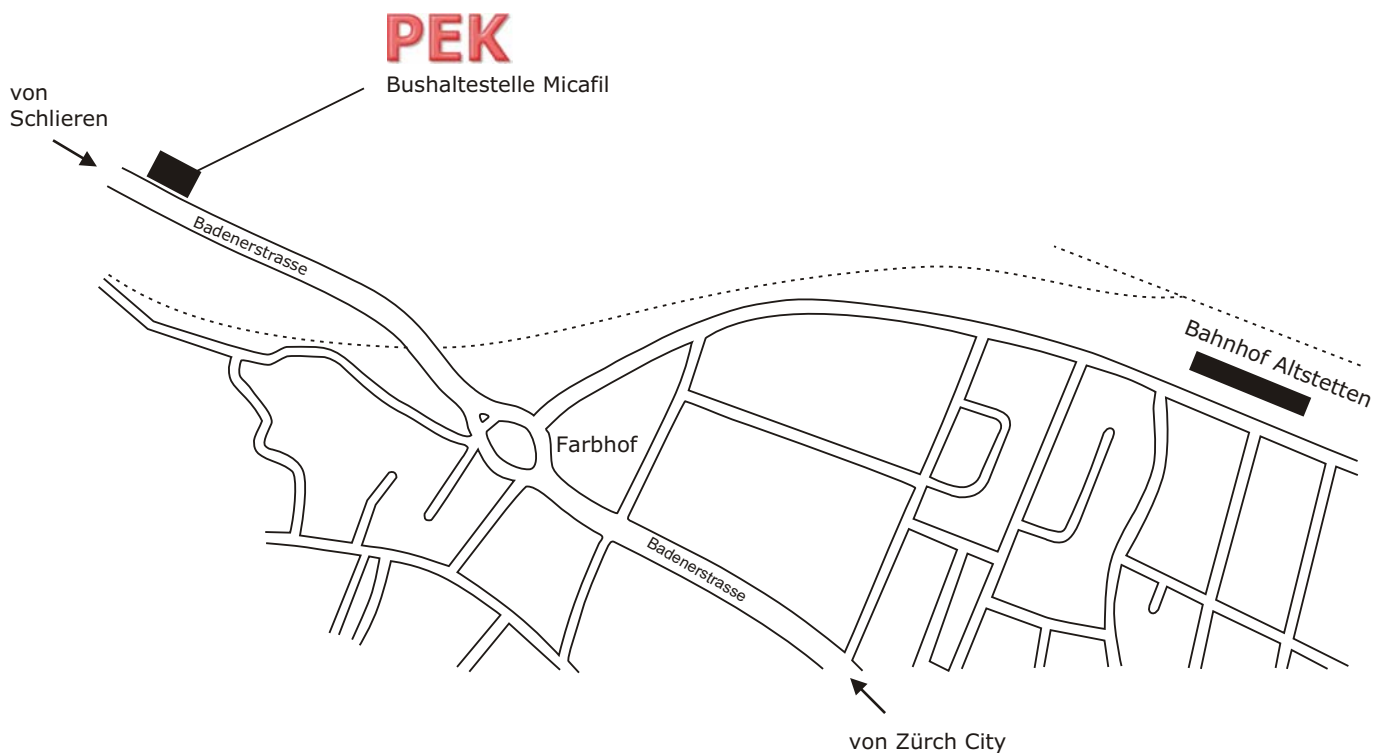 PEK
Bushaltestelle Micafil
von
Schlieren
Badenerstrasse
Bahnhof Altstetten
Farbhof
Badenerstrasse
von Zürch City